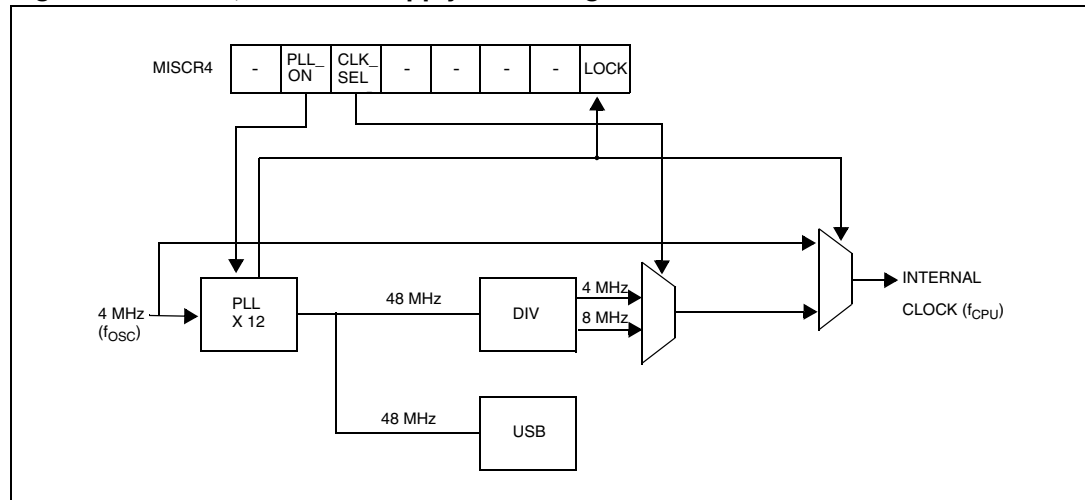 MISCR4
-
PLL_
ON
CLK_
SEL
-
-
-
-
LOCK
4 MHz
(fOSC)
PLL
X 12
48 MHz
DIV
4 MHz
8 MHz
INTERNAL
CLOCK (fCPU)
48 MHz
USB